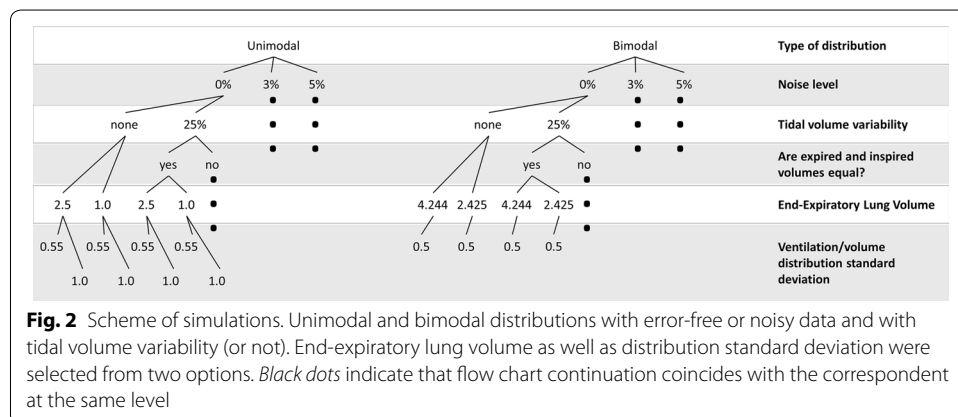 Unimodal Bimodal Type of distribution
0% 3% 5% 0% 3% 5% Noise level
none 25% none 25% Tidal volume variability
yes no yes no Are expired and inspired
volumes equal?
2.5 1.0 2.5 1.0 4.244 2.425 4.244 2.425 End-Expiratory Lung Volume
0.55 0.55 0.55 0.55 0.5 0.5 0.5 0.5 Ventilation/volume
distribution standard
1.0 1.0 1.0 1.0 deviation
Fig. 2 Scheme of simulations. Unimodal and bimodal distributions with error-free or noisy data and with
tidal volume variability (or not). End-expiratory lung volume as well as distribution standard deviation were
selected from two options. Black dots indicate that flow chart continuation coincides with the correspondent
at the same level